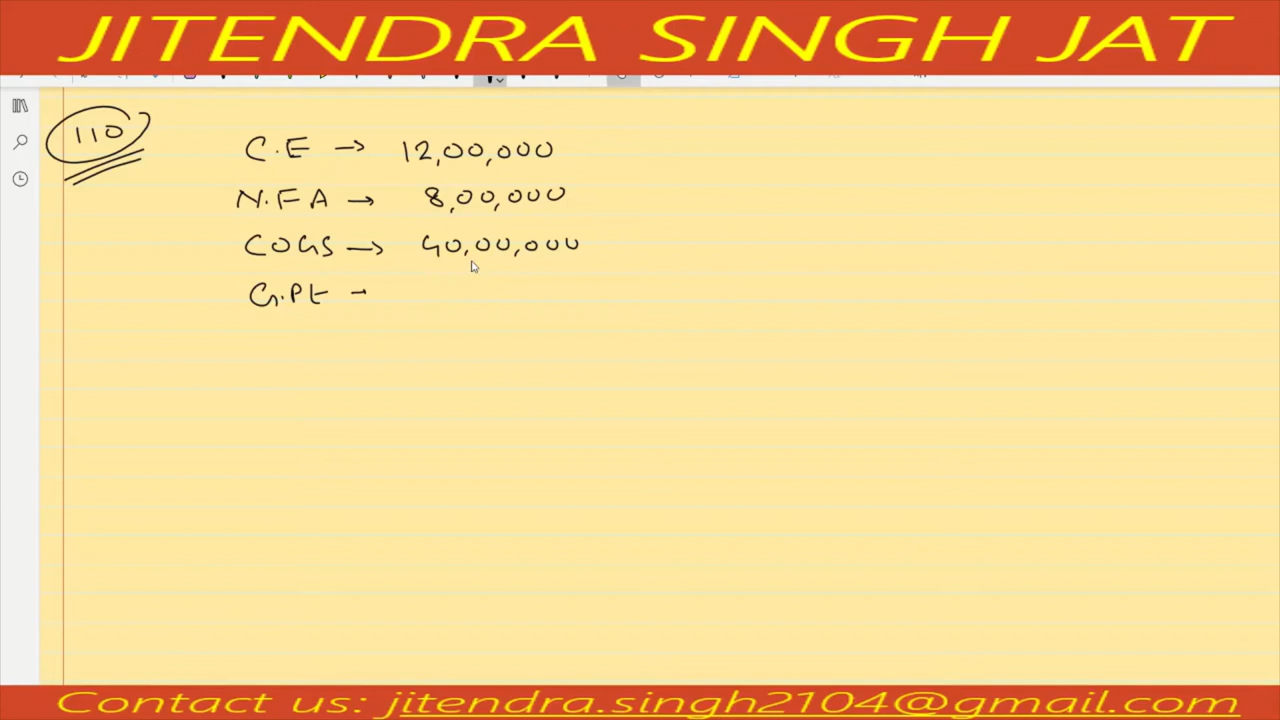 JITENDRA SINGH JAT
110
C.E → 12,00,000
N.F A → 8,00,000
COGS → 40,00,000
G.Pt -
Contact us: jitendra.singh2104@gmail.com